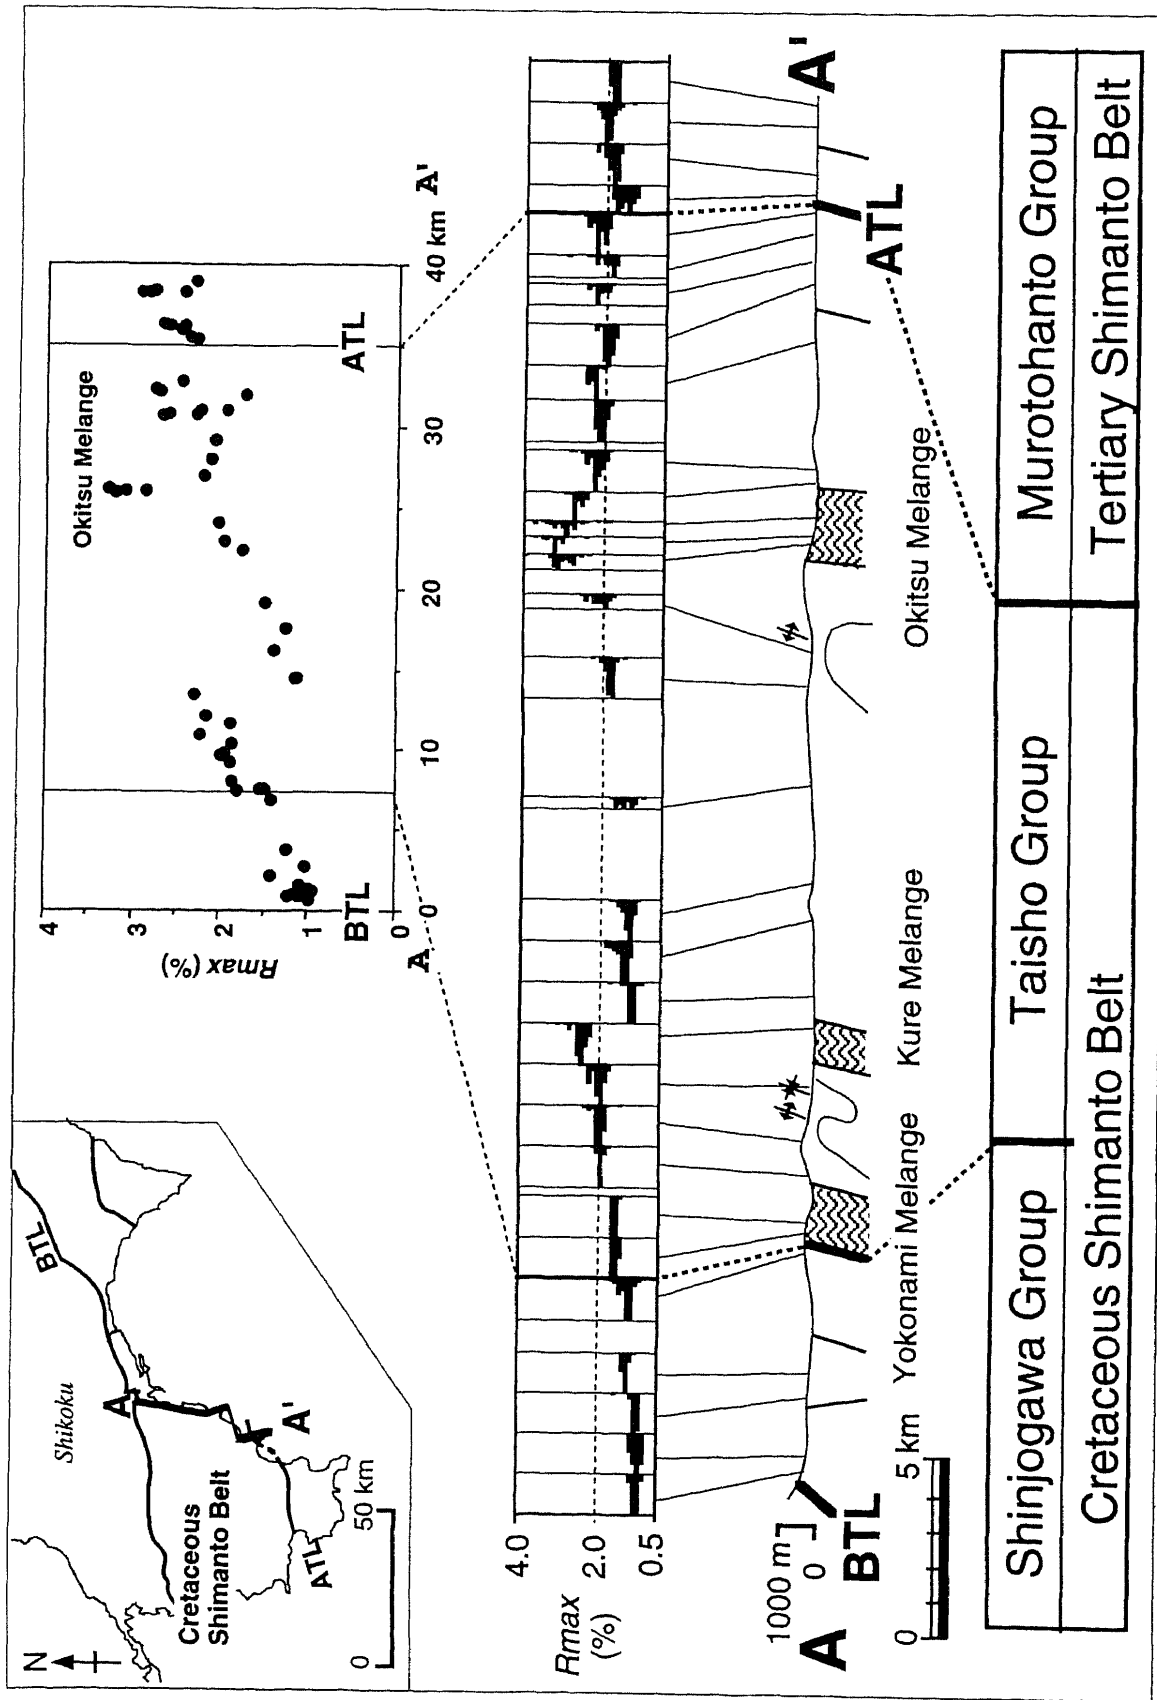 N
Shikoku
BTL
A
A'
Cretaceous
Shimanto Belt
ATL
0
50 km
Rmax (%)
4
3
2
1
0
Okitsu Melange
BTL
ATL
0
10
20
30
40 km
A
A'
Rmax
(%)
4.0
2.0
0.5
A
A'
1000 m
0
BTL
ATL
0
5 km
Yokonami Melange
Kure Melange
Okitsu Melange
Shinjogawa Group
Taisho Group
Murotohanto Group
Cretaceous Shimanto Belt
Tertiary Shimanto Belt